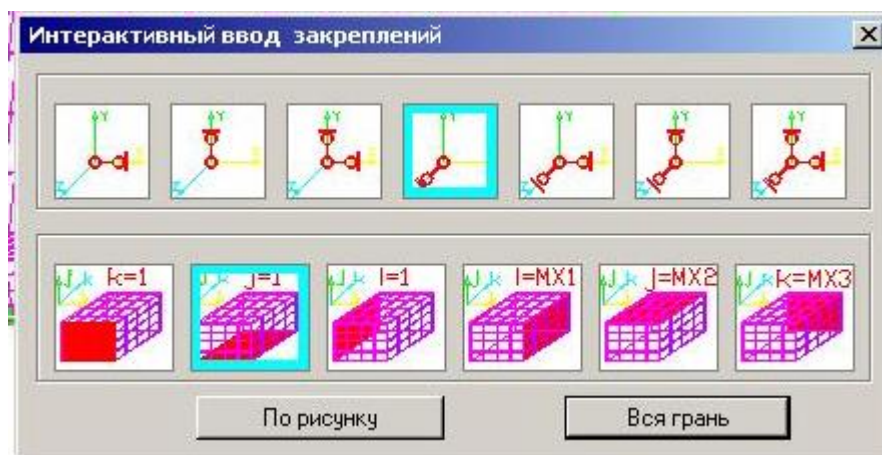 Интерактивный ввод закреплений
Y Y Y Y Y Y Y
k=1 j=1 I=1 I=MX1 J=MX2 k=MX3
По рисунку Вся грань